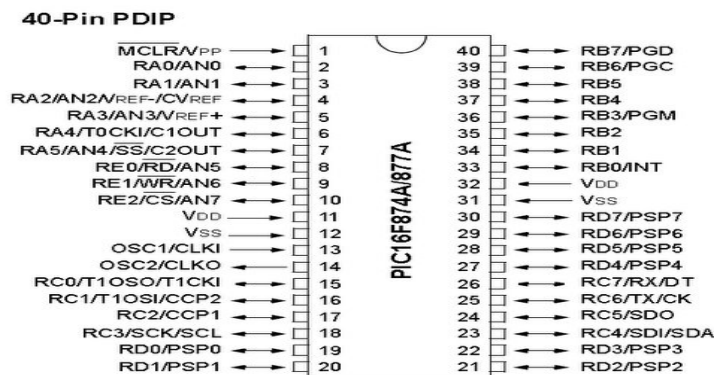 40-Pin PDIP
MCLR/VPP 1 40 RB7/PGD
RA0/AN0 2 39 RB6/PGC
RA1/AN1 3 38 RB5
RA2/AN2/VREF-/CVREF 4 37 RB4
RA3/AN3/VREF+ 5 36 RB3/PGM
RA4/T0CKI/C1OUT 6 35 RB2
RA5/AN4/SS/C2OUT 7 34 RB1
RE0/RD/AN5 8 33 RB0/INT
RE1/WR/AN6 9 32 VDD
RE2/CS/AN7 10 31 VSS
VDD 11 30 RD7/PSP7
VSS 12 29 RD6/PSP6
OSC1/CLKI 13 28 RD5/PSP5
OSC2/CLKO 14 27 RD4/PSP4
RC0/T1OSO/T1CKI 15 26 RC7/RX/DT
RC1/T1OSI/CCP2 16 25 RC6/TX/CK
RC2/CCP1 17 24 RC5/SDO
RC3/SCK/SCL 18 23 RC4/SDI/SDA
RD0/PSP0 19 22 RD3/PSP3
RD1/PSP1 20 21 RD2/PSP2
PIC16F874A/877A